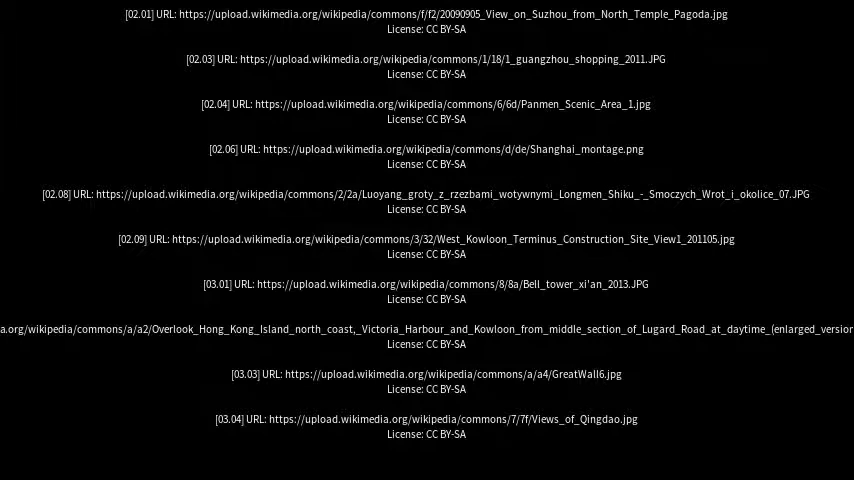 [02.01] URL: https://upload.wikimedia.org/wikipedia/commons/f/f2/20090905_View_on_Suzhou_from_North_Temple_Pagoda.jpg
License: CC BY-SA
[02.03] URL: https://upload.wikimedia.org/wikipedia/commons/1/18/1_guangzhou_shopping_2011.JPG
License: CC BY-SA
[02.04] URL: https://upload.wikimedia.org/wikipedia/commons/6/6d/Panmen_Scenic_Area_1.jpg
License: CC BY-SA
[02.06] URL: https://upload.wikimedia.org/wikipedia/commons/d/de/Shanghai_montage.png
License: CC BY-SA
[02.08] URL: https://upload.wikimedia.org/wikipedia/commons/2/2a/Luoyang_groty_z_rzezbami_wotywnymi_Longmen_Shiku_-_Smoczych_Wrot_i_okolice_07.JPG
License: CC BY-SA
[02.09] URL: https://upload.wikimedia.org/wikipedia/commons/3/32/West_Kowloon_Terminus_Construction_Site_View1_201105.jpg
License: CC BY-SA
[03.01] URL: https://upload.wikimedia.org/wikipedia/commons/8/8a/Bell_tower_xi'an_2013.JPG
License: CC BY-SA
a.org/wikipedia/commons/a/a2/Overlook_Hong_Kong_Island_north_coast,_Victoria_Harbour_and_Kowloon_from_middle_section_of_Lugard_Road_at_daytime_(enlarged_version
License: CC BY-SA
[03.03] URL: https://upload.wikimedia.org/wikipedia/commons/a/a4/GreatWall6.jpg
License: CC BY-SA
[03.04] URL: https://upload.wikimedia.org/wikipedia/commons/7/7f/Views_of_Qingdao.jpg
License: CC BY-SA